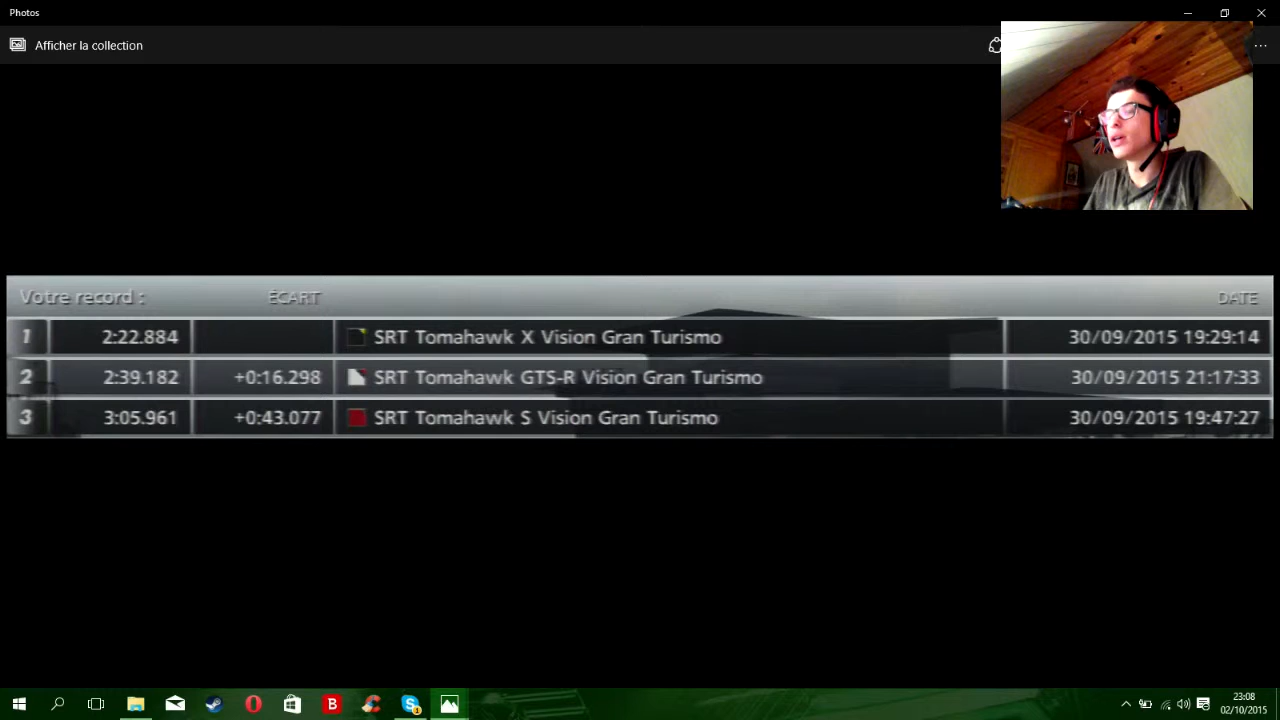 Photos
Afficher la collection
Votre record : ÉCART DATE
1 2:22.884 SRT Tomahawk X Vision Gran Turismo 30/09/2015 19:29:14
2 2:39.182 +0:16.298 SRT Tomahawk GTS-R Vision Gran Turismo 30/09/2015 21:17:33
3 3:05.961 +0:43.077 SRT Tomahawk S Vision Gran Turismo 30/09/2015 19:47:27
B
23:08
02/10/2015